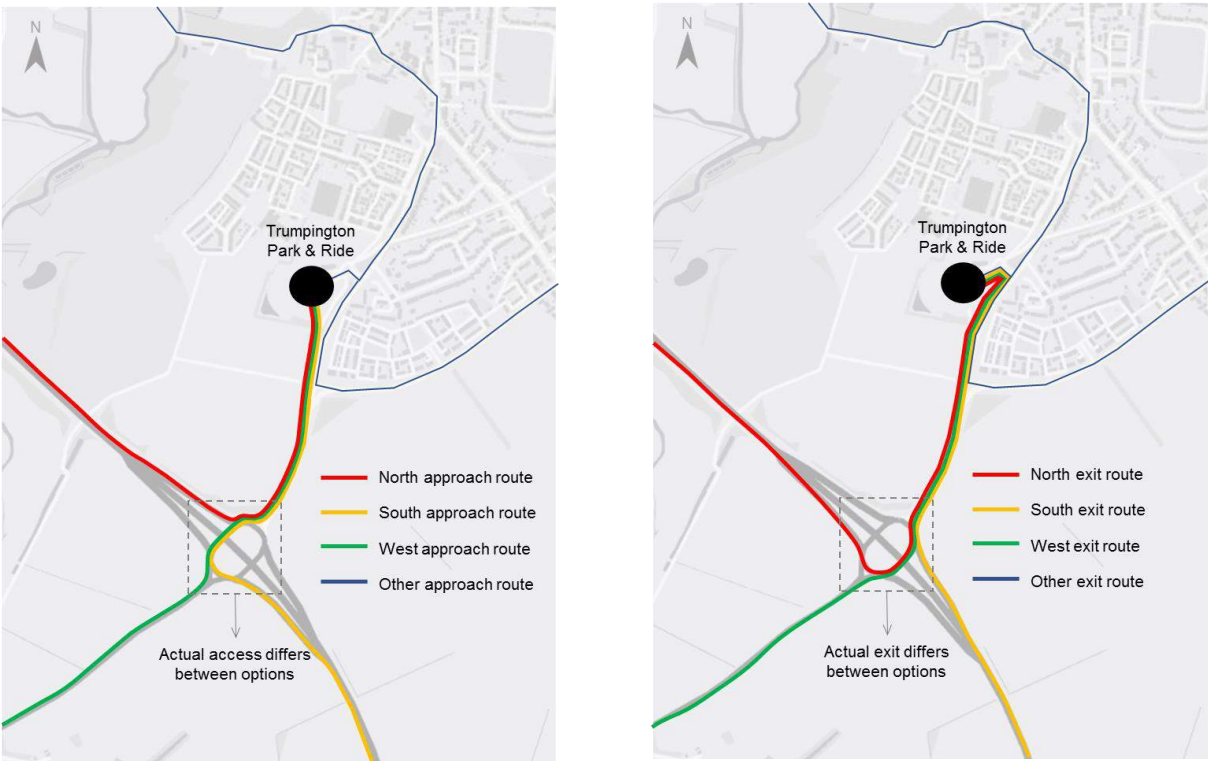 N
Trumpington
Park & Ride
North approach route
South approach route
West approach route
Other approach route
Actual access differs
between options
N
Trumpington
Park & Ride
North exit route
South exit route
West exit route
Other exit route
Actual exit differs
between options